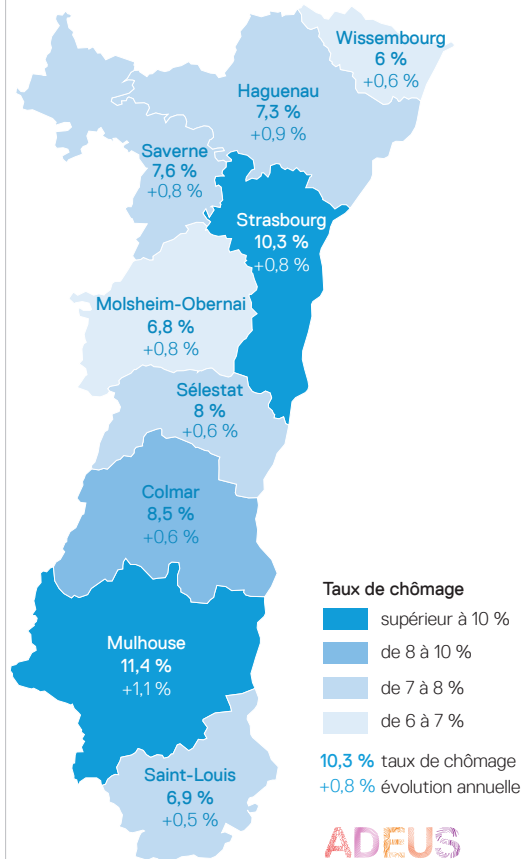 Wissembourg
6 %
+0,6 %
Haguenau
7,3 %
+0,9 %
Saverne
7,6 %
+0,8 %
Strasbourg
10,3 %
+0,8 %
Molsheim-Obernai
6,8 %
+0,8 %
Sélestat
8 %
+0,6 %
Colmar
8,5 %
+0,6 %
Mulhouse
11,4 %
+1,1 %
Saint-Louis
6,9 %
+0,5 %
Taux de chômage
supérieur à 10 %
de 8 à 10 %
de 7 à 8 %
de 6 à 7 %
10,3 % taux de chômage
+0,8 % évolution annuelle
ADEUS